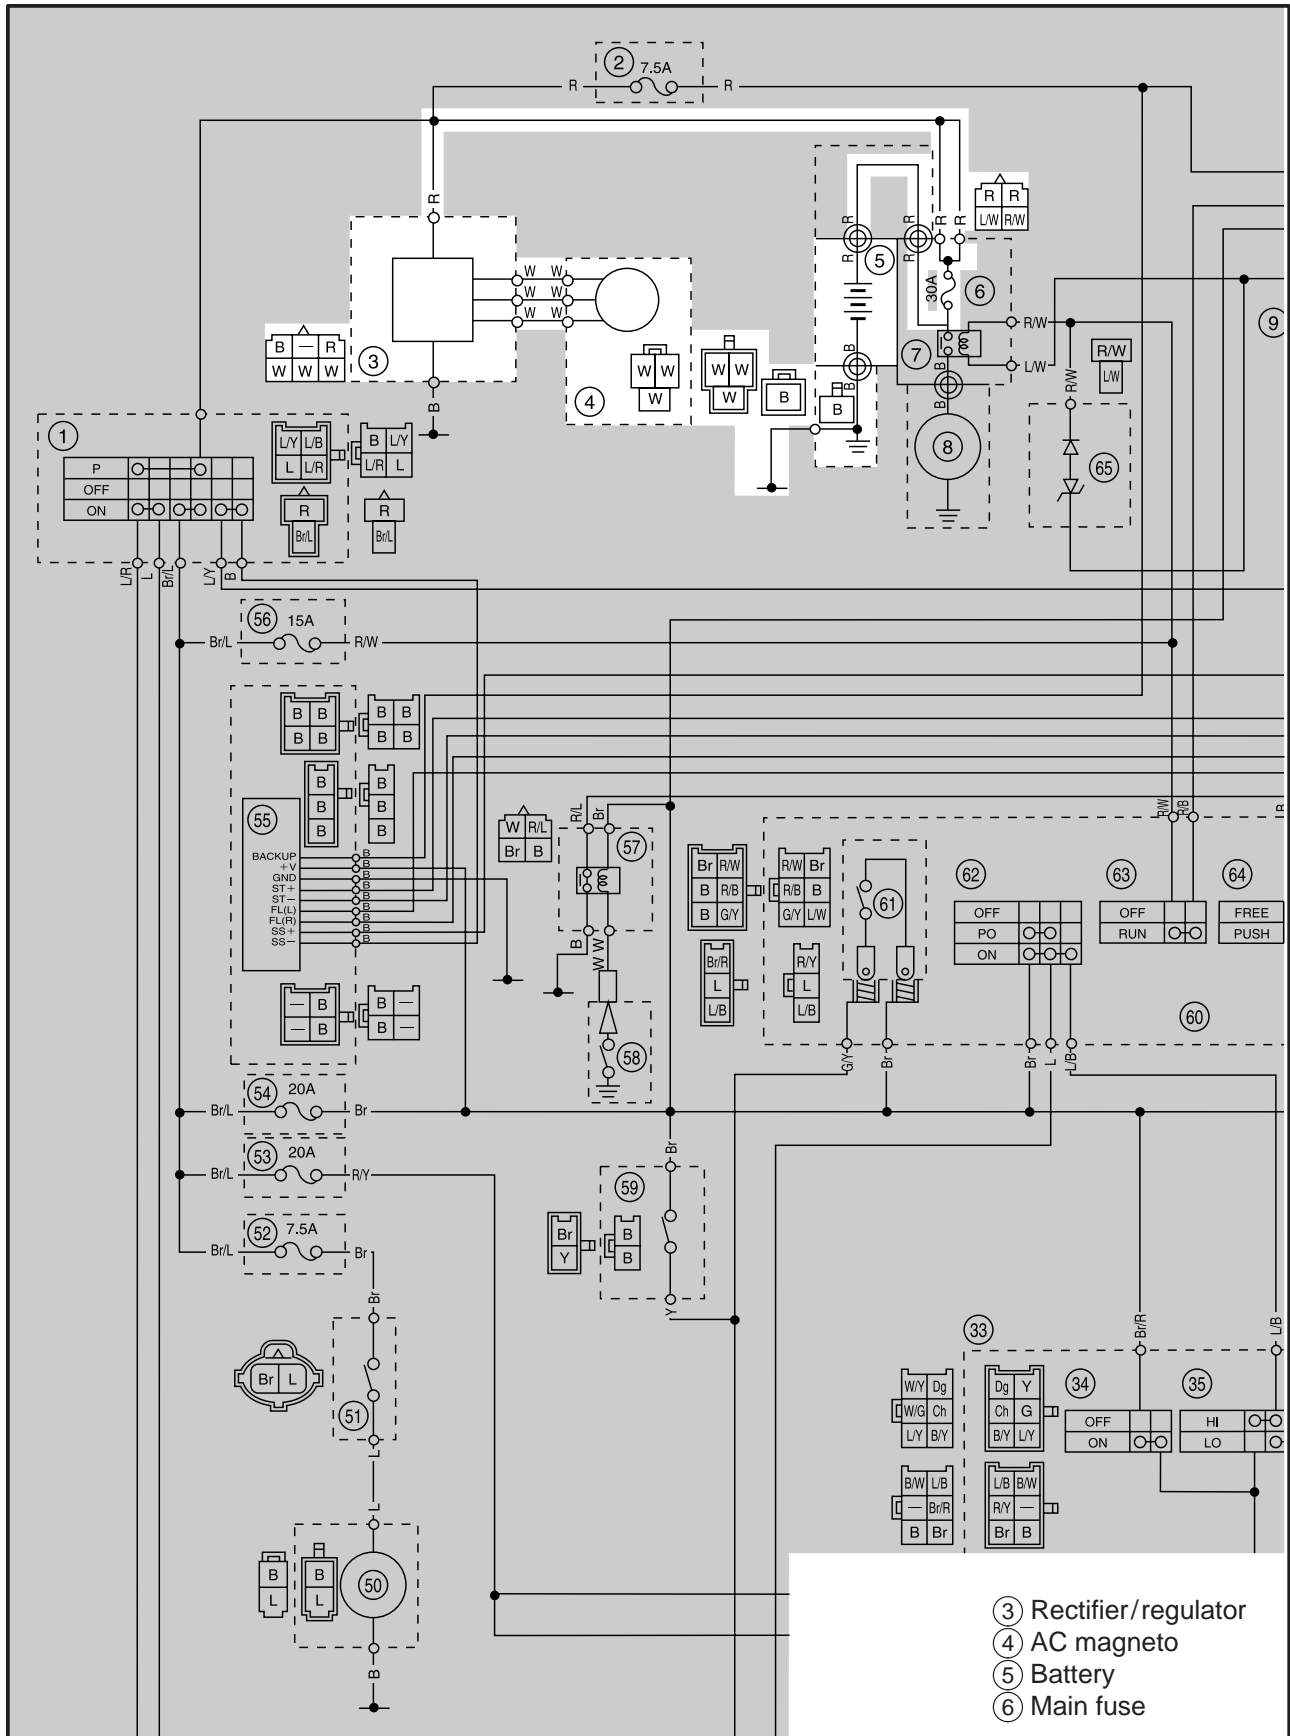 2 7.5A
R R
R
R R
L/W R/W
R R R R
R R
5
30A
6
W W
W W
W W
B — R
W W W
3
W W
W
4
W W
W
B
B
B
B
B
7
B
B
8
R/W
L/W
R/W
R/W
L/W
9
65
B
1
P
OFF
ON
L/Y L/B
L L/R
B L/Y
L/R L
R
Br/L
R
Br/L
L/R L Br/L L/Y B
56 15A
Br/L R/W
B B
B B
B B
B B
B
B
B
B
B
B
55
BACKUP B
+V B
GND B
ST+ B
ST− B
FL(L) B
FL(R) B
SS+ B
SS− B
— B
— B
B —
B —
W R/L
Br B
R/L Br
57
B W
W
58
Br R/W
B R/B
B G/Y
R/W Br
R/B B
G/Y L/W
Br/R
L
L/B
R/Y
L
L/B
61
R/W R/B
62
OFF
PO
ON
63
OFF
RUN
64
FREE
PUSH
60
G/Y Br Br L L/B
54 20A
Br/L Br
53 20A
Br/L R/Y
52 7.5A
Br/L Br
Br
Br L
51
L
L
B
L
B
L
50
B
Br
59
Br
Y
B
B
Y
33
Br/R
L/B
W/Y Dg
W/G Ch
L/Y B/Y
Dg Y
Ch G
B/Y L/Y
34
OFF
ON
35
HI
LO
B/W L/B
— Br/R
B Br
L/B B/W
R/Y —
Br B
3 Rectifier/regulator
4 AC magneto
5 Battery
6 Main fuse